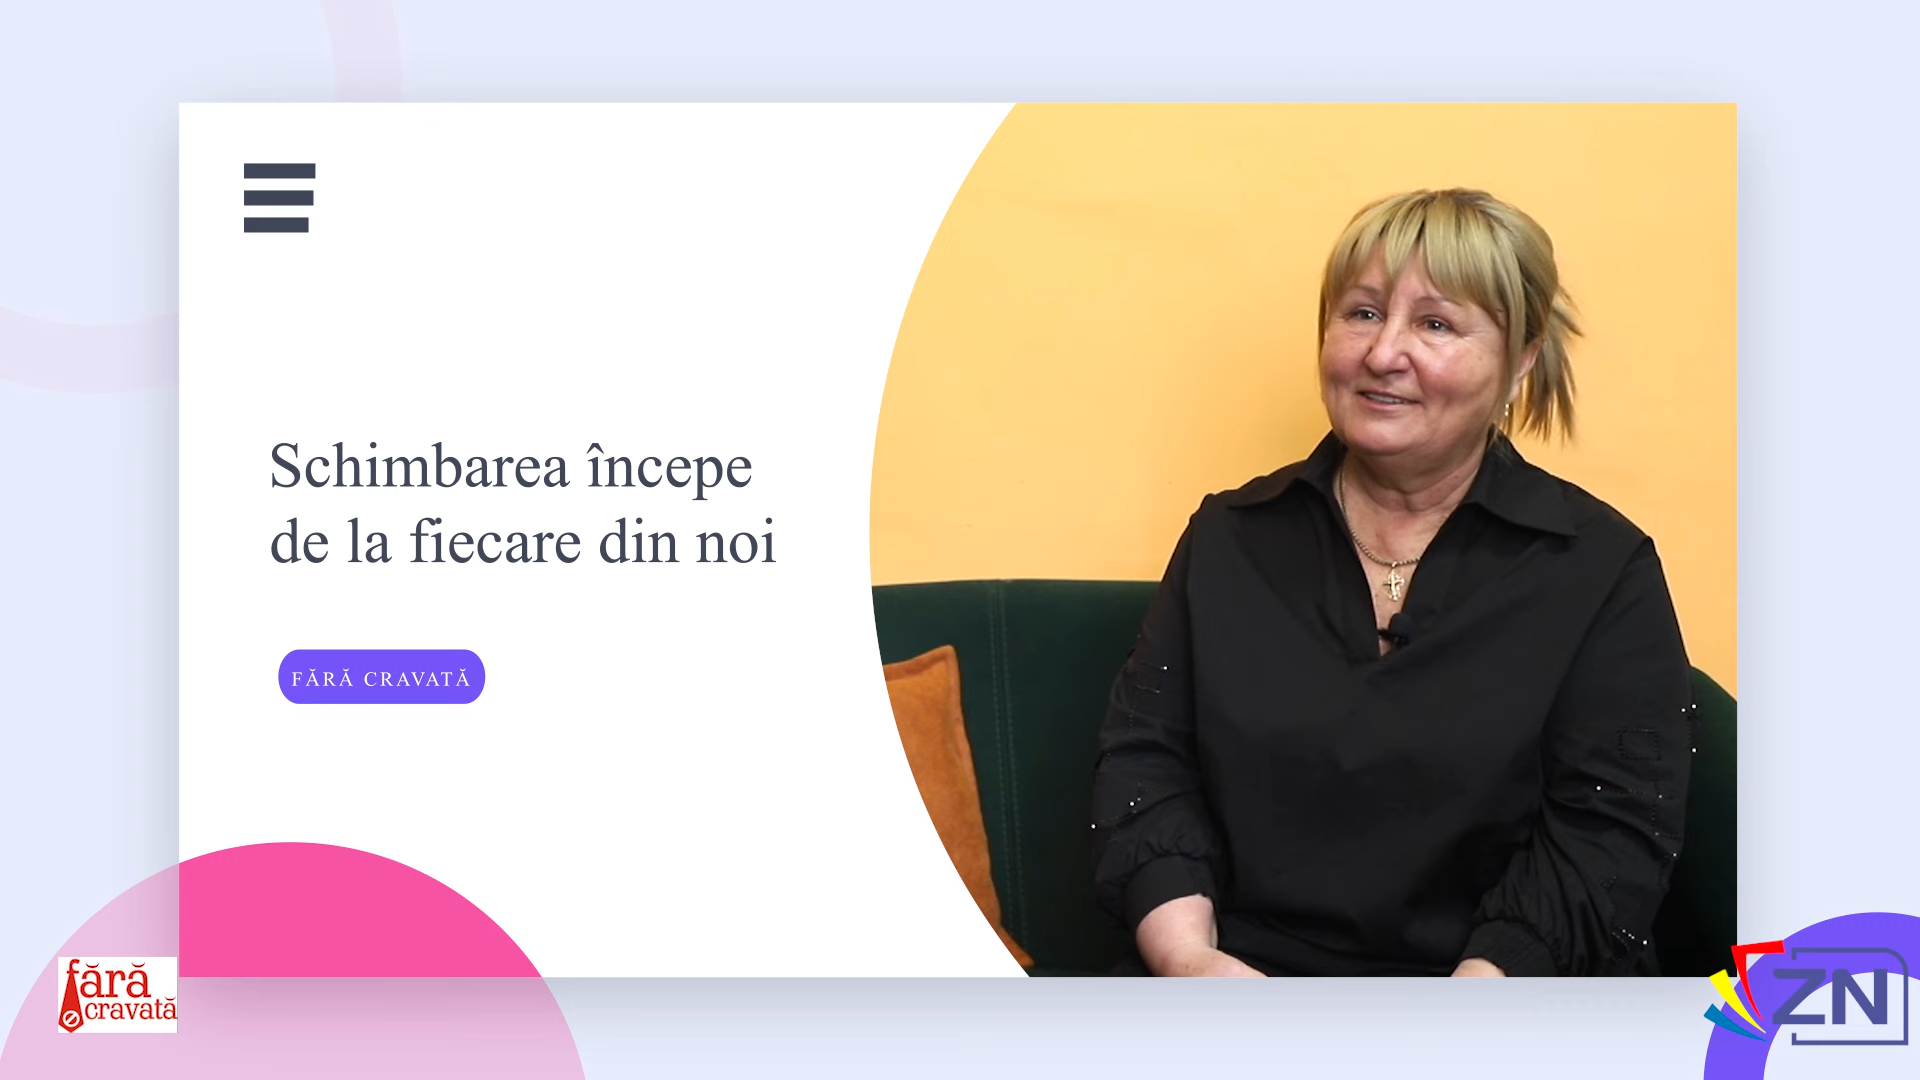 Schimbarea începe
de la fiecare din noi
FĂRĂ CRAVATĂ
fără
cravată
ZN